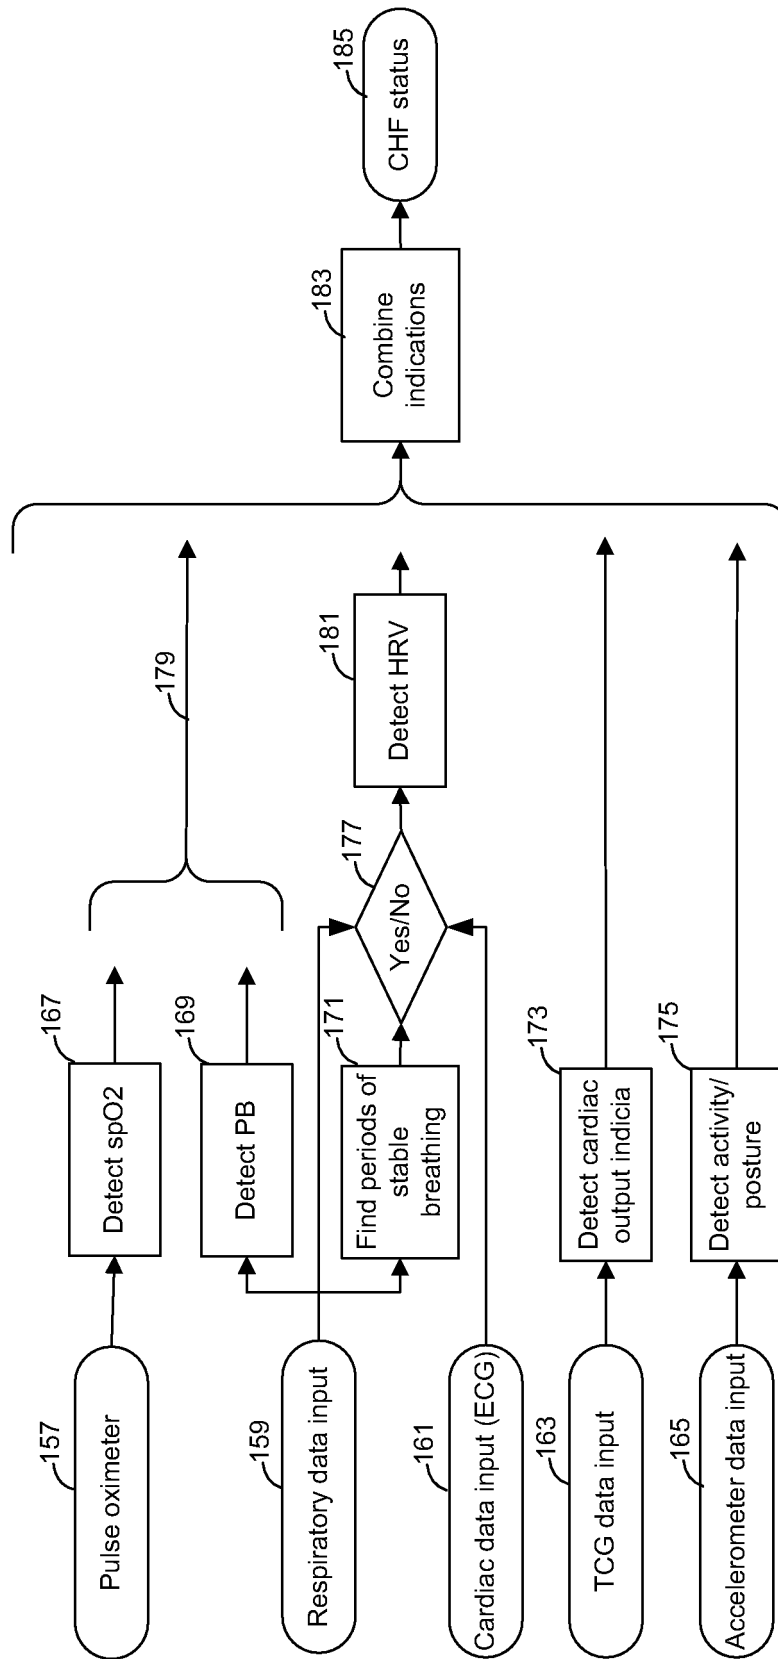 157
Pulse oximeter
167
Detect spO2
159
Respiratory data input
169
Detect PB
179
171
Find periods of
stable
breathing
177
Yes/No
181
Detect HRV
161
Cardiac data input (ECG)
163
TCG data input
173
Detect cardiac
output indicia
165
Accelerometer data input
175
Detect activity/
posture
183
Combine
indications
185
CHF status